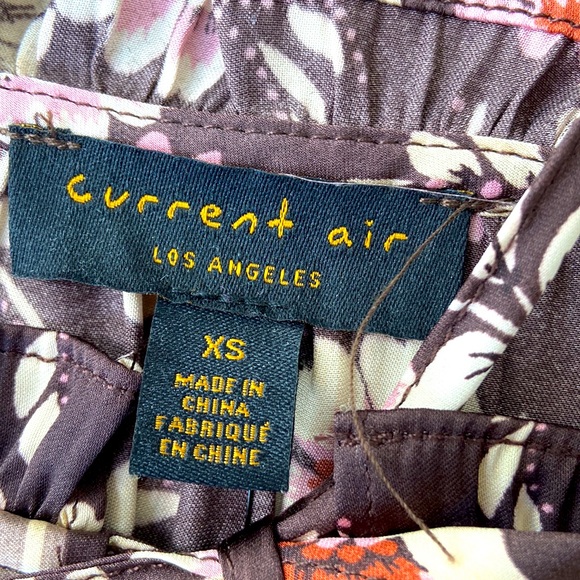 current air
LOS ANGELES
XS
MADE IN
CHINA
FABRIQUÉ
EN CHINE